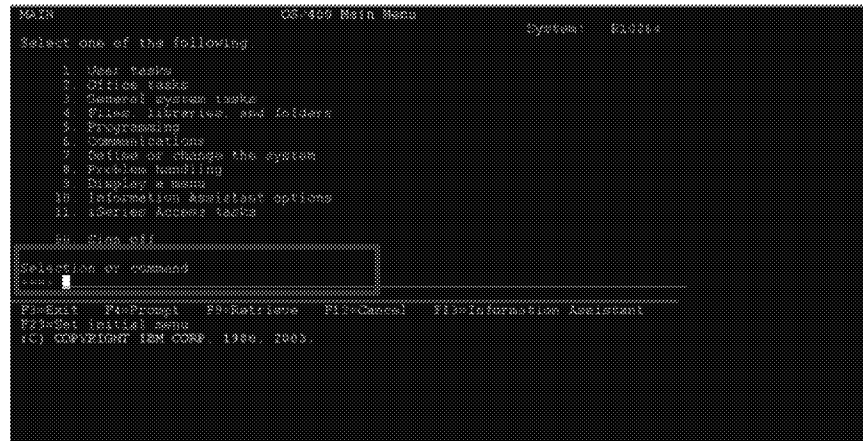 MAIN OS/400 Main Menu
System:
Select one of the following:
1. User tasks
2. Office tasks
3. General system tasks
4. Files, libraries, and folders
5. Programming
6. Communications
7. Define or change the system
8. Problem handling
9. Display a menu
10. Information Assistant options
11. iSeries Access tasks
90. Sign off
Selection or command
===>
F3=Exit F4=Prompt F9=Retrieve F12=Cancel F13=Information Assistant
F23=Set initial menu
(C) COPYRIGHT IBM CORP. 1980, 2003.